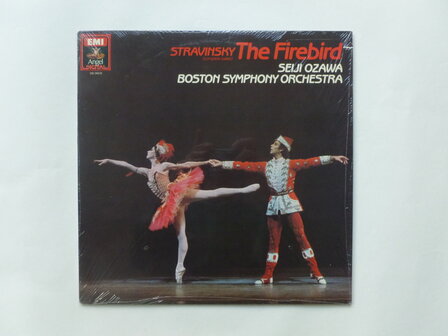 EMI
Angel
STRAVINSKY The Firebird
SEIJI OZAWA
BOSTON SYMPHONY ORCHESTRA